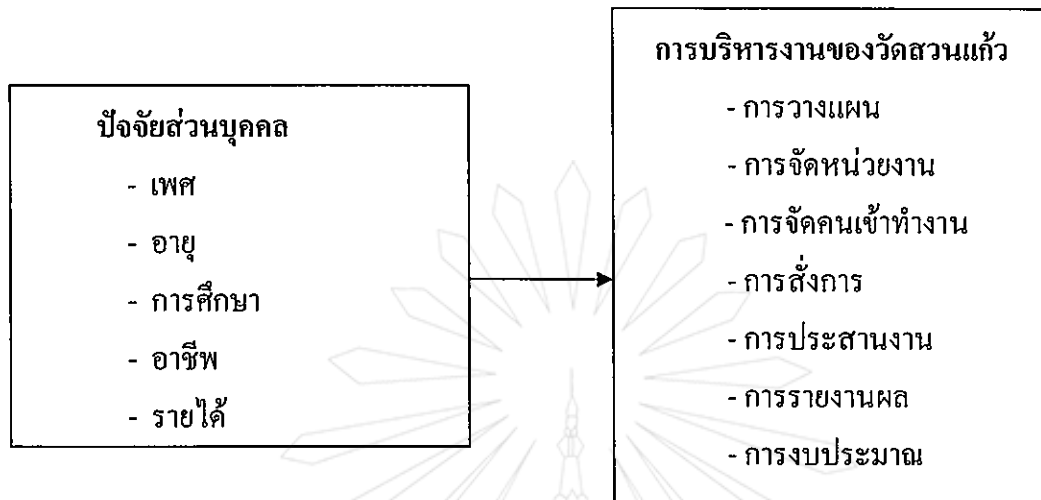 ปัจจัยส่วนบุคคล
- เพศ
- อายุ
- การศึกษา
- อาชีพ
- รายได้
การบริหารงานของวัดสวนแก้ว
- การวางแผน
- การจัดหน่วยงาน
- การจัดคนเข้าทำงาน
- การสั่งการ
- การประสานงาน
- การรายงานผล
- การงบประมาณ